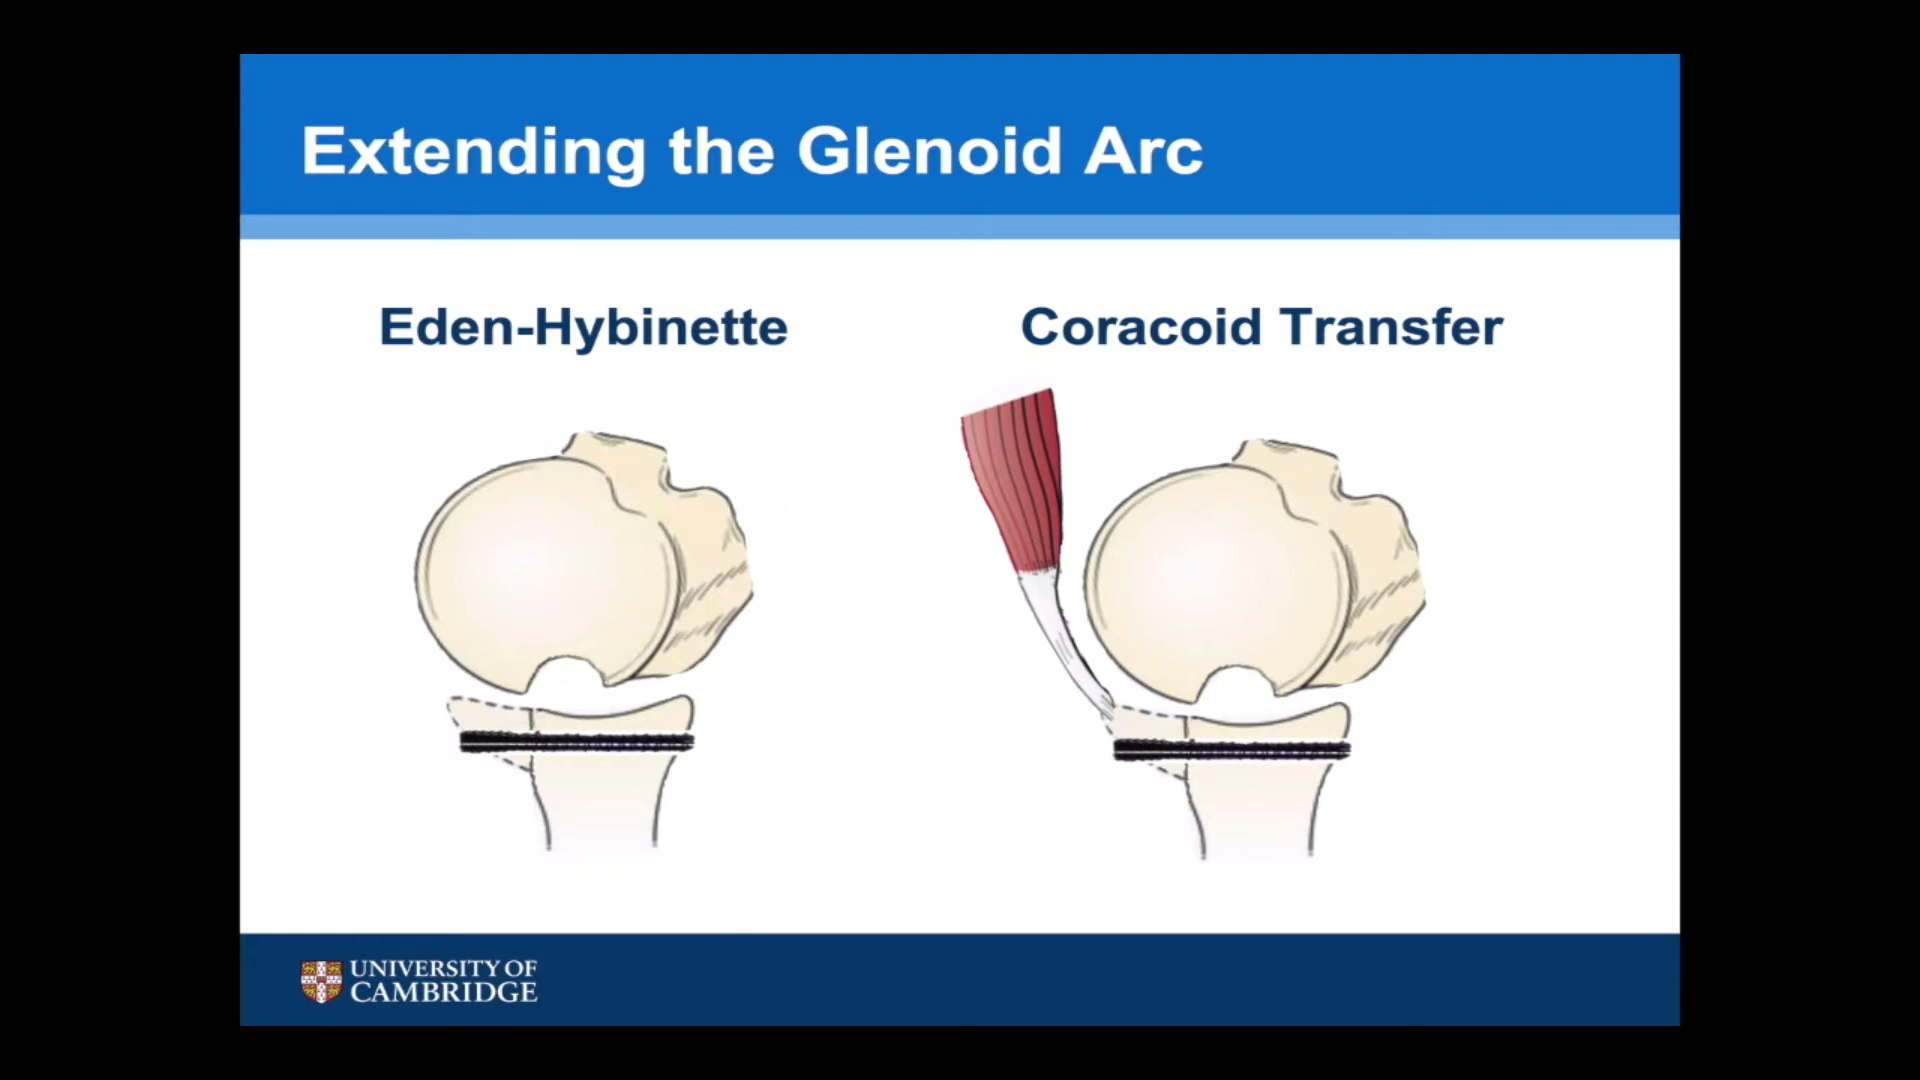 Extending the Glenoid Arc
Eden-Hybinette
Coracoid Transfer
UNIVERSITY OF
CAMBRIDGE